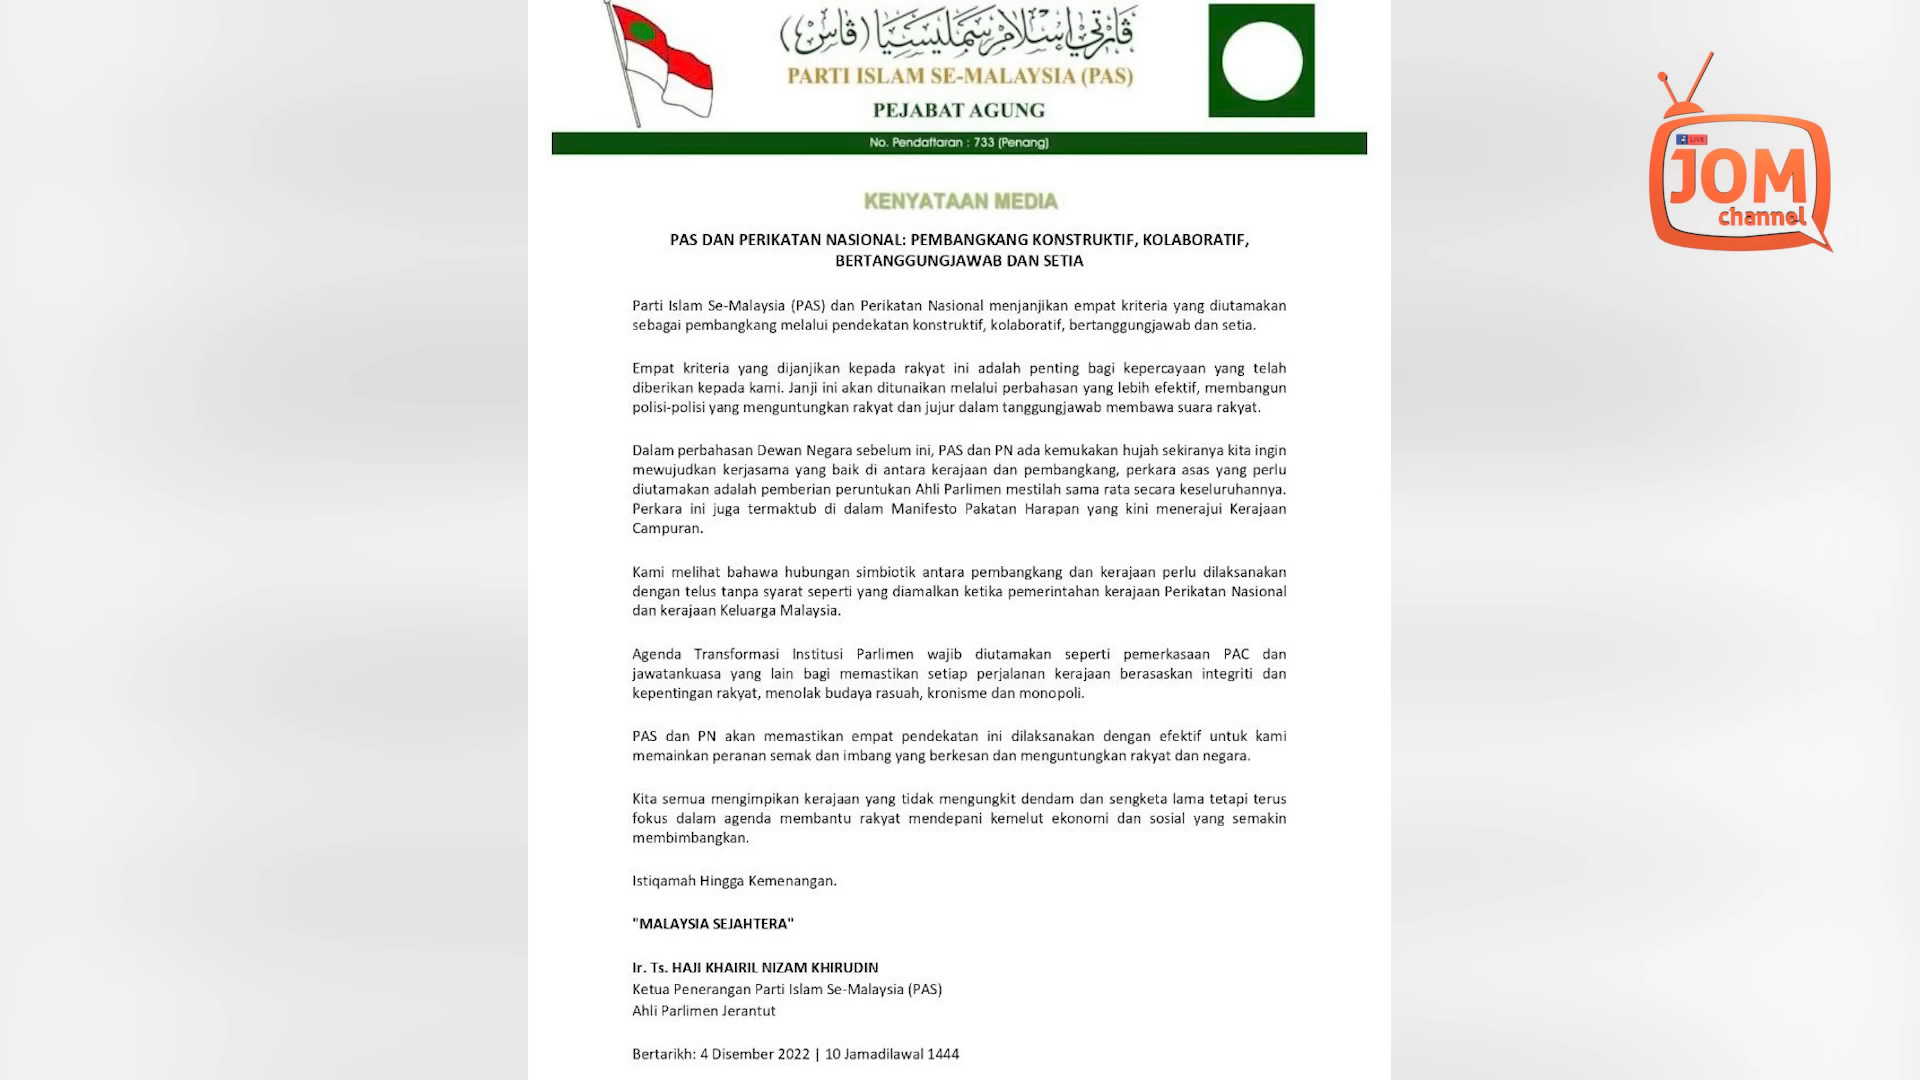 ڤارتي إسلام سمليسيا (ڤاس)
PARTI ISLAM SE-MALAYSIA (PAS)
PEJABAT AGUNG
No. Pendaftaran : 733 (Penang)
LIVE
JOM
channel
KENYATAAN MEDIA
PAS DAN PERIKATAN NASIONAL: PEMBANGKANG KONSTRUKTIF, KOLABORATIF,
BERTANGGUNGJAWAB DAN SETIA
Parti Islam Se-Malaysia (PAS) dan Perikatan Nasional menjanjikan empat kriteria yang diutamakan
sebagai pembangkang melalui pendekatan konstruktif, kolaboratif, bertanggungjawab dan setia.
Empat kriteria yang dijanjikan kepada rakyat ini adalah penting bagi kepercayaan yang telah
diberikan kepada kami. Janji ini akan ditunaikan melalui perbahasan yang lebih efektif, membangun
polisi-polisi yang menguntungkan rakyat dan jujur dalam tanggungjawab membawa suara rakyat.
Dalam perbahasan Dewan Negara sebelum ini, PAS dan PN ada kemukakan hujah sekiranya kita ingin
mewujudkan kerjasama yang baik di antara kerajaan dan pembangkang, perkara asas yang perlu
diutamakan adalah pemberian peruntukan Ahli Parlimen mestilah sama rata secara keseluruhannya.
Perkara ini juga termaktub di dalam Manifesto Pakatan Harapan yang kini menerajui Kerajaan
Campuran.
Kami melihat bahawa hubungan simbiotik antara pembangkang dan kerajaan perlu dilaksanakan
dengan telus tanpa syarat seperti yang diamalkan ketika pemerintahan kerajaan Perikatan Nasional
dan kerajaan Keluarga Malaysia.
Agenda Transformasi Institusi Parlimen wajib diutamakan seperti pemerkasaan PAC dan
jawatankuasa yang lain bagi memastikan setiap perjalanan kerajaan berasaskan integriti dan
kepentingan rakyat, menolak budaya rasuah, kronisme dan monopoli.
PAS dan PN akan memastikan empat pendekatan ini dilaksanakan dengan efektif untuk kami
memainkan peranan semak dan imbang yang berkesan dan menguntungkan rakyat dan negara.
Kita semua mengimpikan kerajaan yang tidak mengungkit dendam dan sengketa lama tetapi terus
fokus dalam agenda membantu rakyat mendepani kemelut ekonomi dan sosial yang semakin
membimbangkan.
Istiqamah Hingga Kemenangan.
"MALAYSIA SEJAHTERA"
Ir. Ts. HAJI KHAIRIL NIZAM KHIRUDIN
Ketua Penerangan Parti Islam Se-Malaysia (PAS)
Ahli Parlimen Jerantut
Bertarikh: 4 Disember 2022 | 10 Jamadilawal 1444